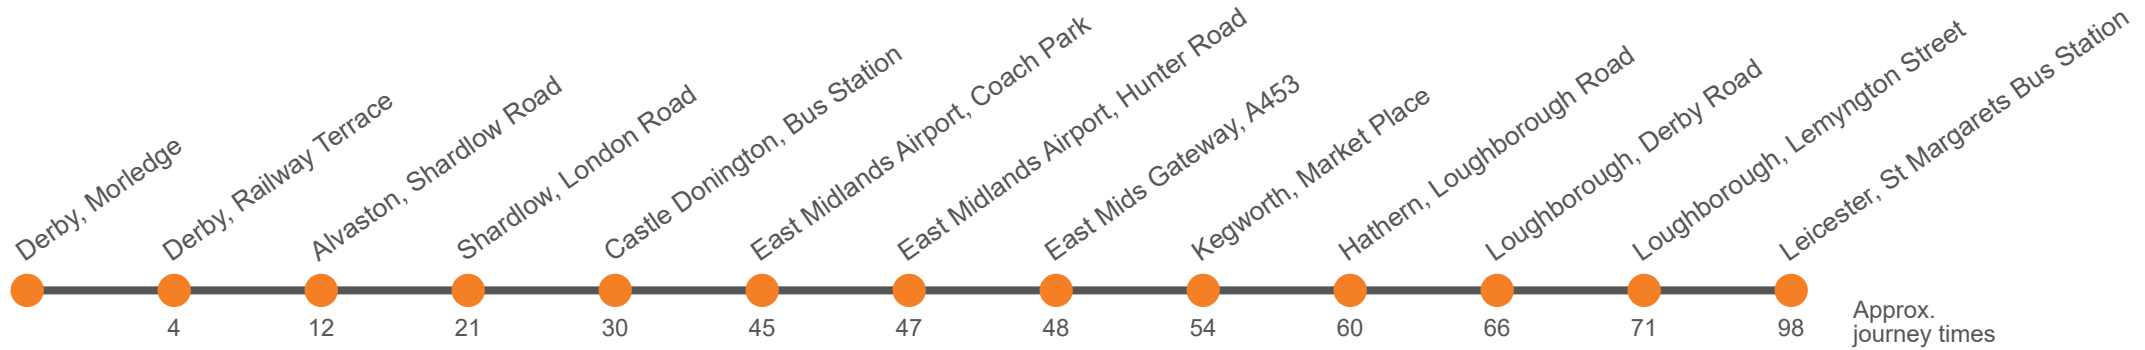 Derby, Morledge
Derby, Railway Terrace
Alvaston, Shardlow Road
Shardlow, London Road
Castle Donington, Bus Station
East Midlands Airport, Coach Park
East Midlands Airport, Hunter Road
East Mids Gateway, A453
Kegworth, Market Place
Hathern, Loughborough Road
Loughborough, Derby Road
Loughborough, Lemyngton Street
Leicester, St Margarets Bus Station
4 12 21 30 45 47 48 54 60 66 71 98
Approx.
journey times